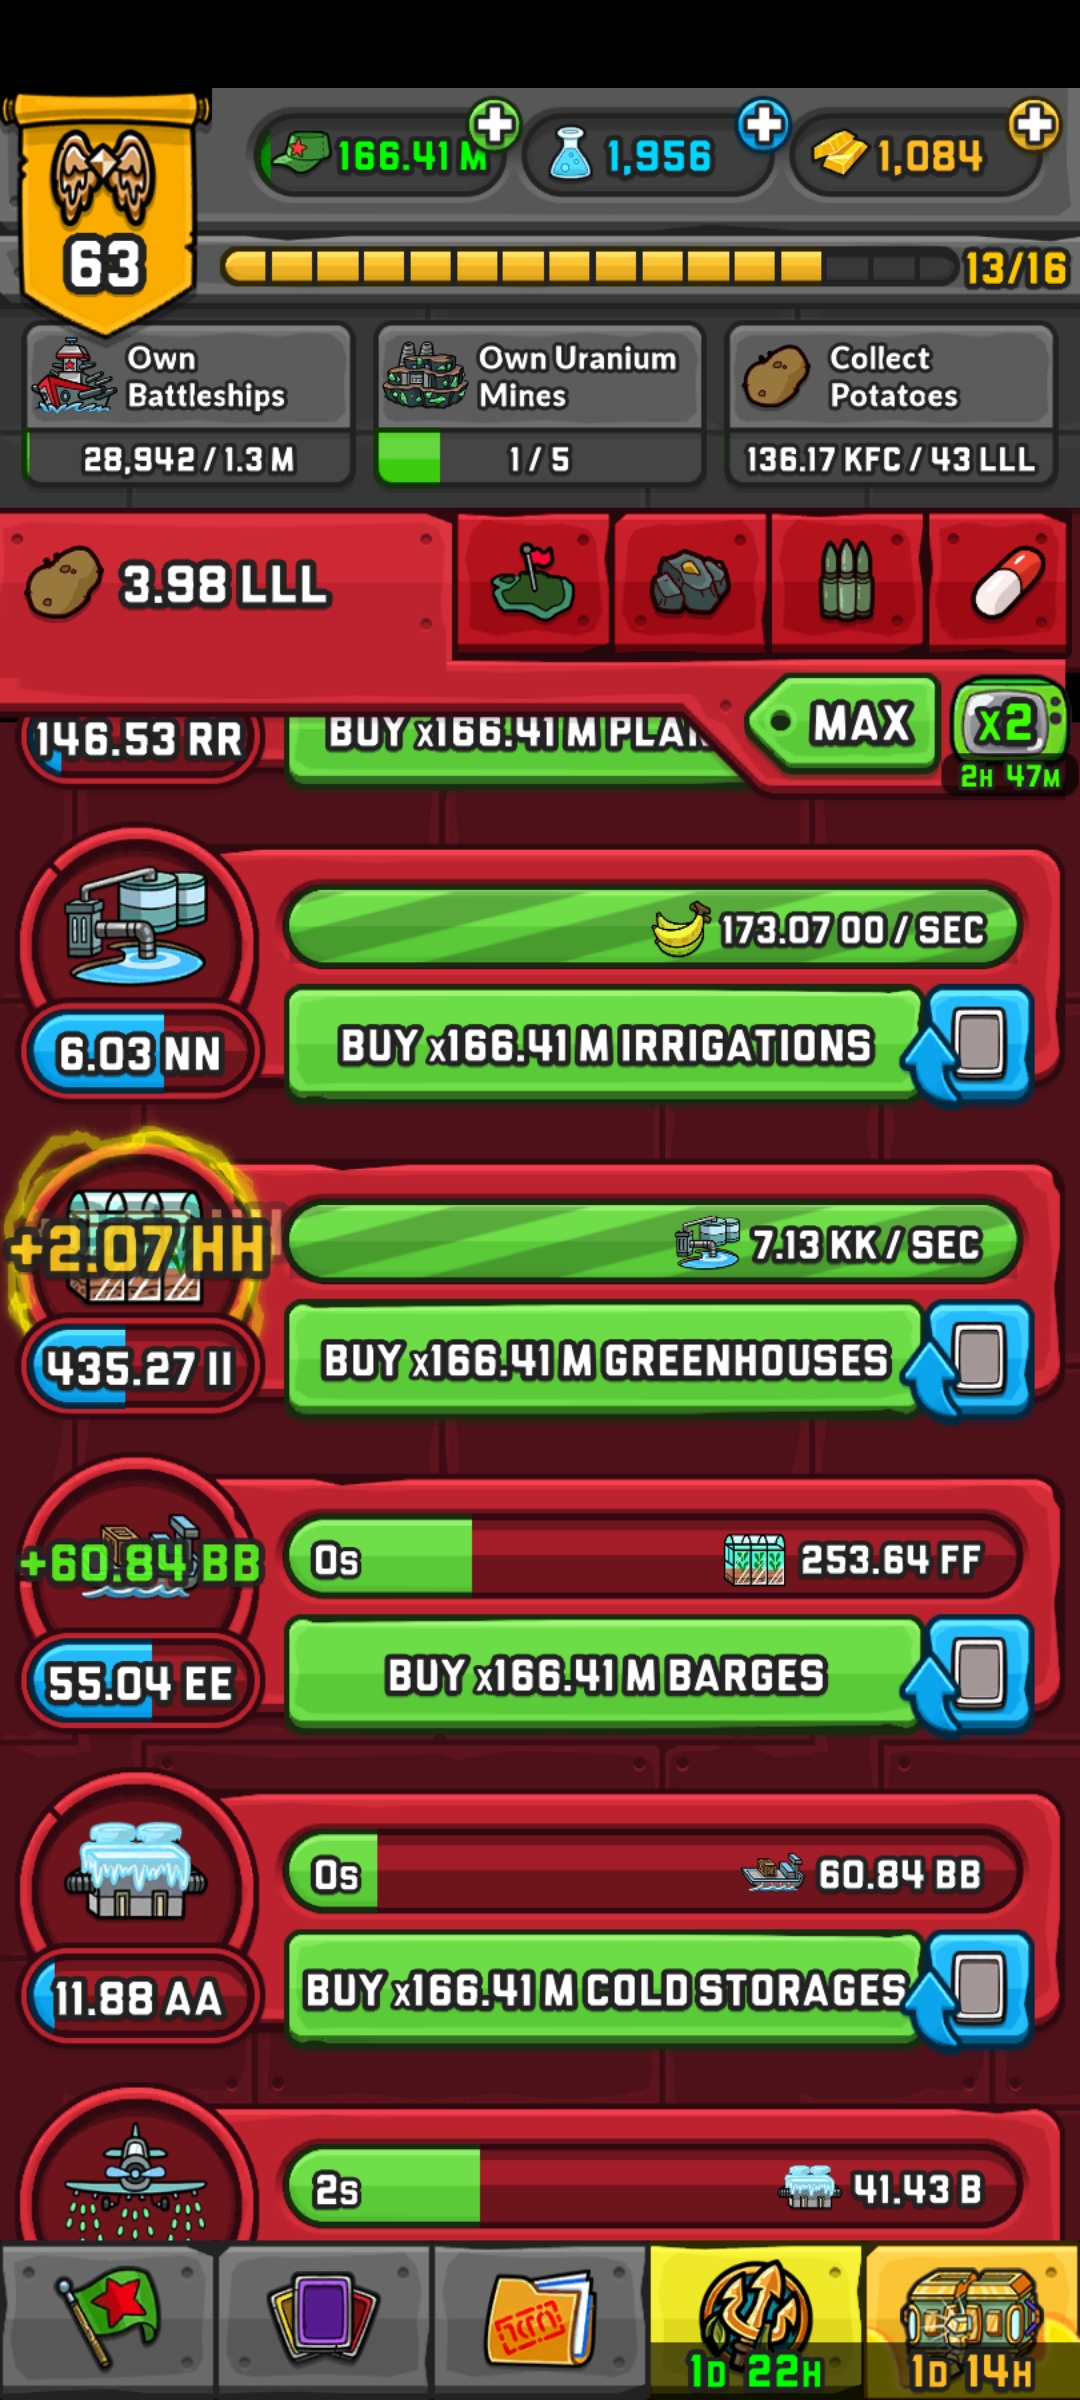 166.41 M
1,956
1,084
63
13/16
Own
Battleships
28,942 / 1.3 M
Own Uranium
Mines
1 / 5
Collect
Potatoes
136.17 KFC / 43 LLL
3.98 LLL
MAX
X2
2H 47M
146.53 RR
BUY x166.41 M
173.07 OO / SEC
6.03 NN
BUY x166.41 M IRRIGATIONS
+2.07 HH
7.13 KK / SEC
435.27 II
BUY x166.41 M GREENHOUSES
+60.84 BB
0s
253.64 FF
55.04 EE
BUY x166.41 M BARGES
0s
60.84 BB
11.88 AA
BUY x166.41 M COLD STORAGES
2s
41.43 B
1D 22H
1D 14H